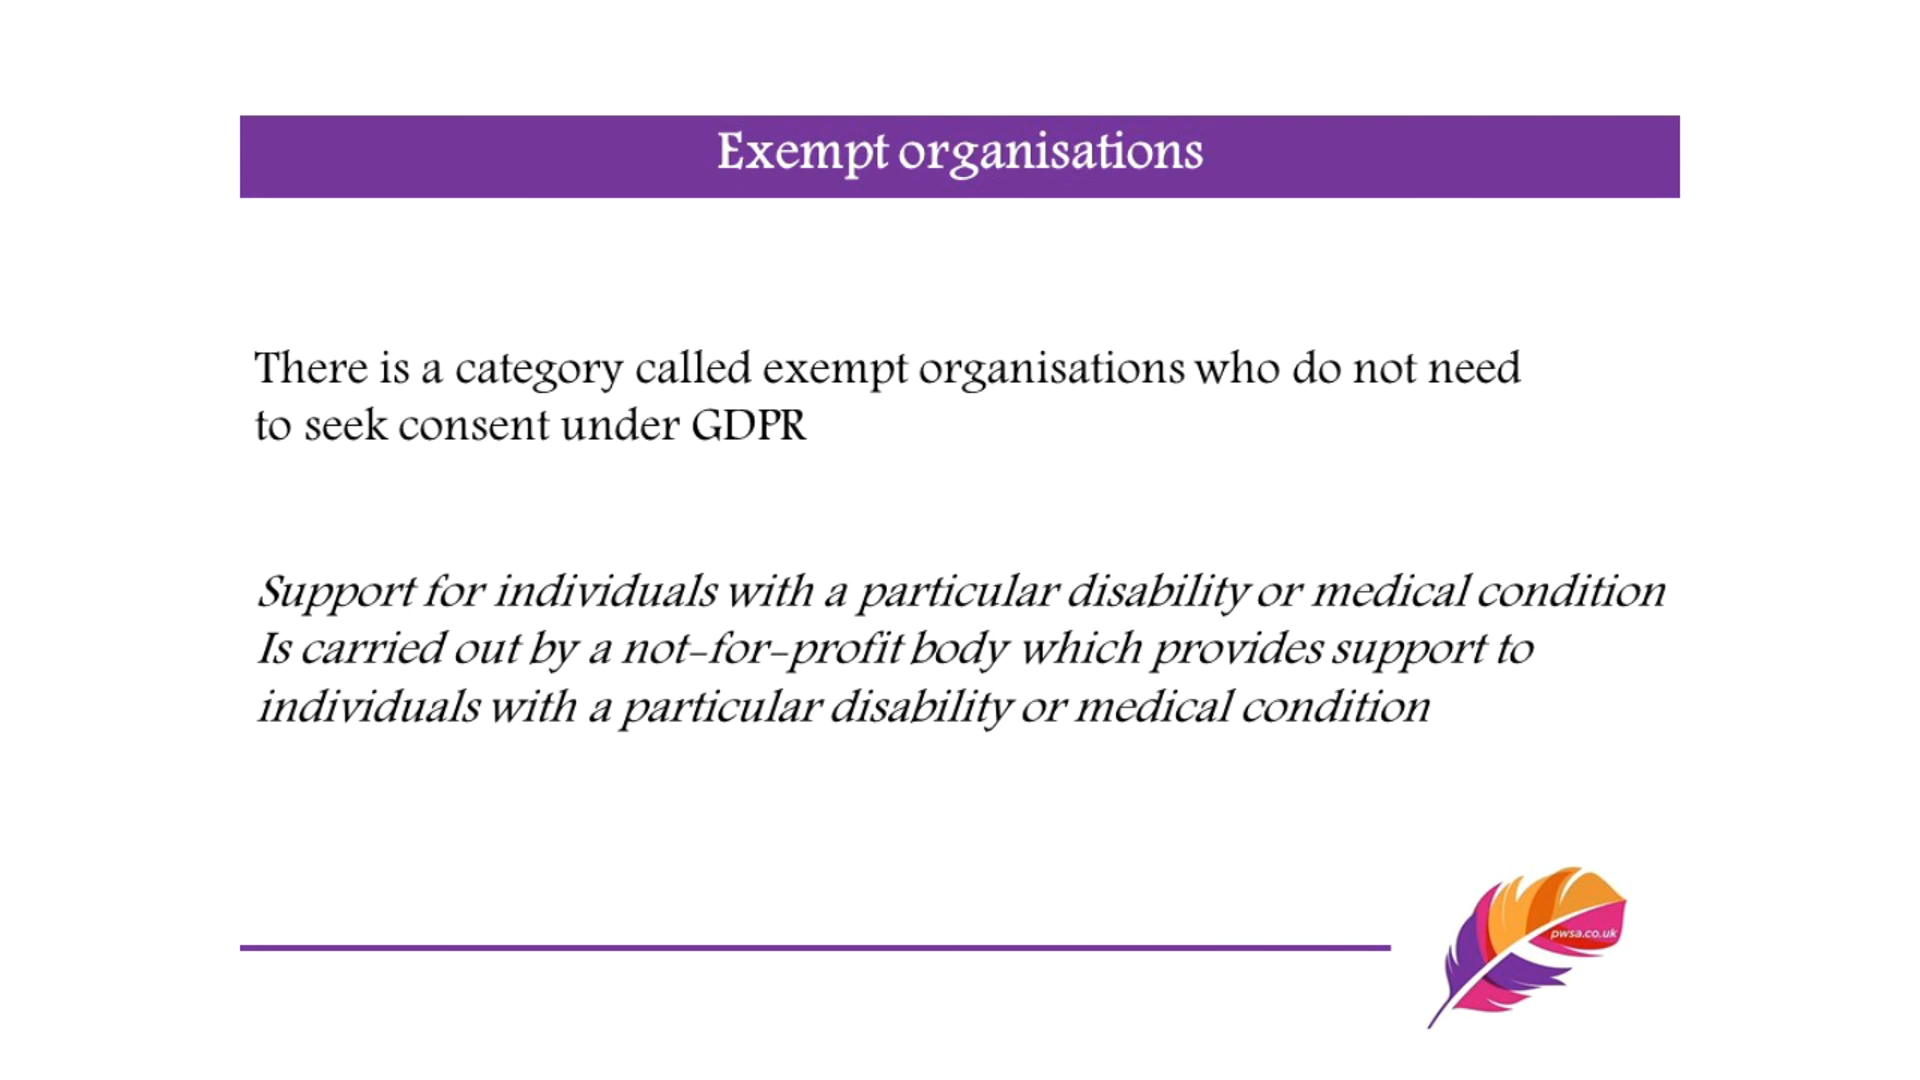 Exempt organisations
There is a category called exempt organisations who do not need
to seek consent under GDPR
Support for individuals with a particular disability or medical condition
Is carried out by a not-for-profit body which provides support to
individuals with a particular disability or medical condition
pwsa.co.uk